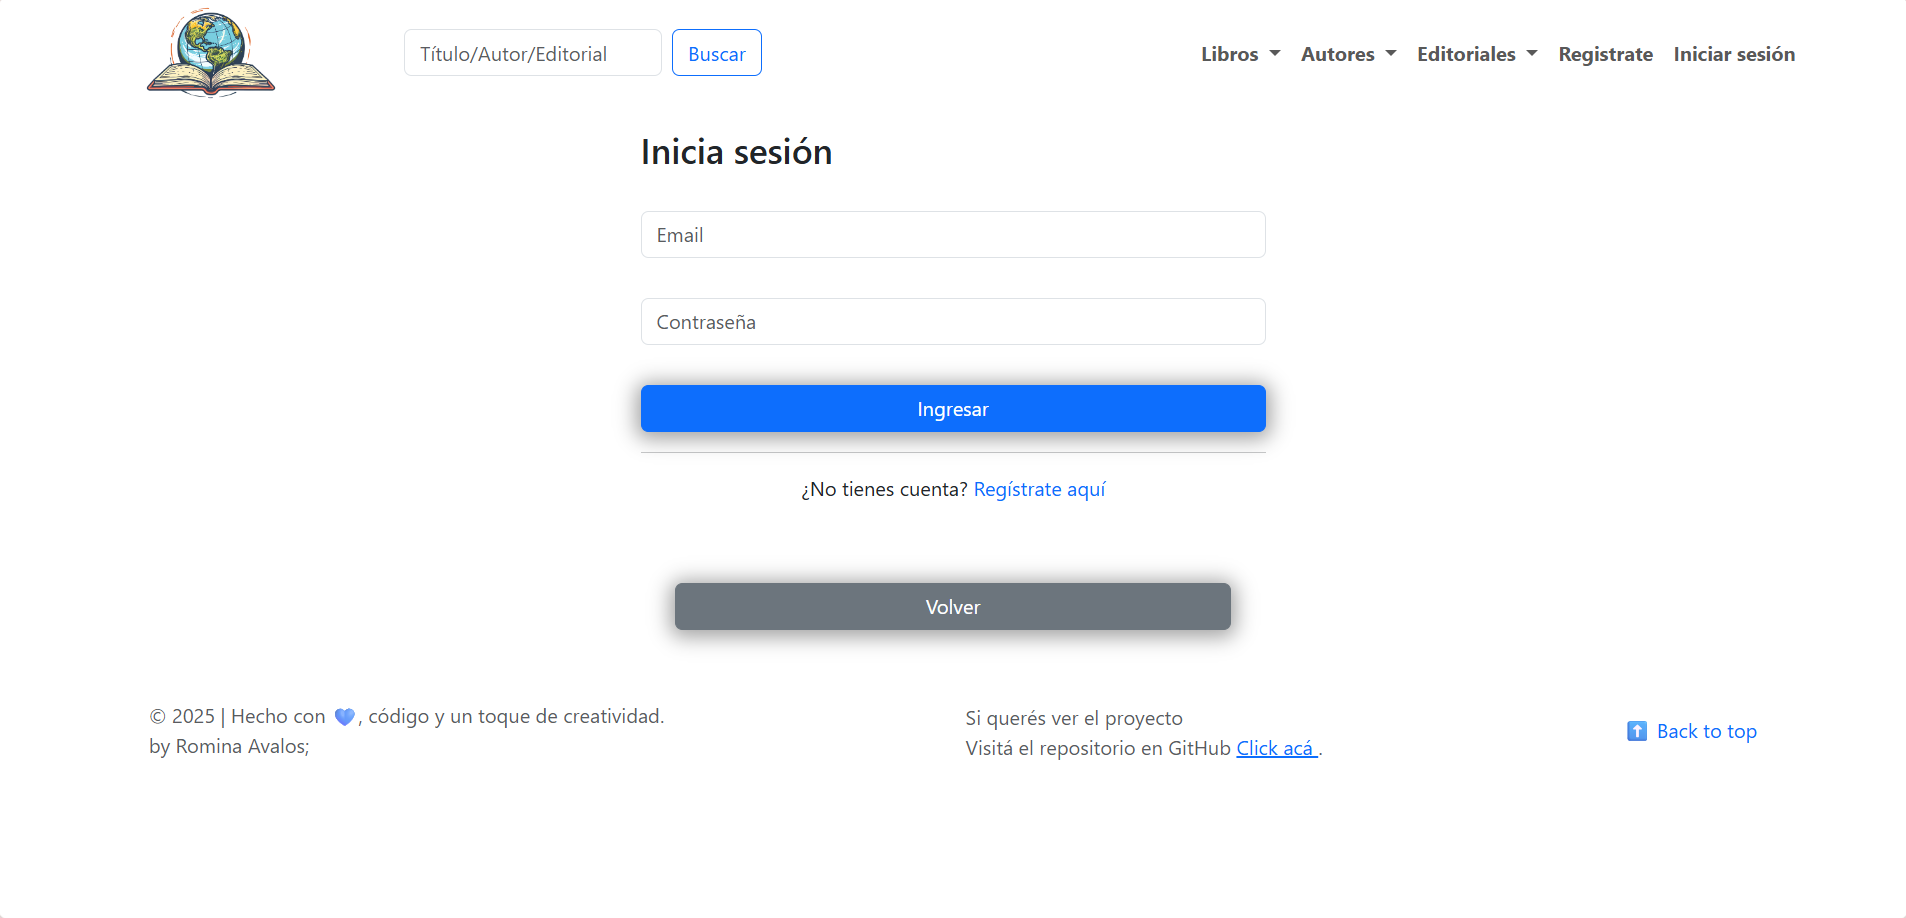 Título/Autor/Editorial Buscar Libros Autores Editoriales Registrate Iniciar sesión
Inicia sesión
Email
Contraseña
Ingresar
¿No tienes cuenta? Regístrate aquí
Volver
© 2025 | Hecho con 💙, código y un toque de creatividad.
by Romina Avalos;
Si querés ver el proyecto
Visitá el repositorio en GitHub Click acá .
⬆️ Back to top